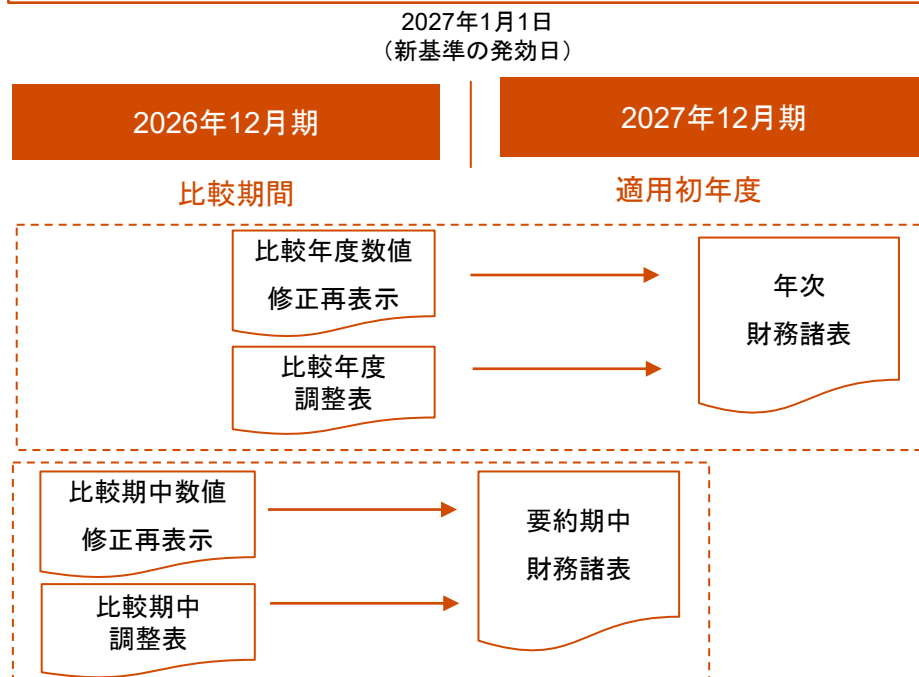 2027年1月1日
（新基準の発効日）
2026年12月期
2027年12月期
比較期間
適用初年度
比較年度数値
修正再表示
比較年度
調整表
年次
財務諸表
比較期中数値
修正再表示
比較期中
調整表
要約期中
財務諸表